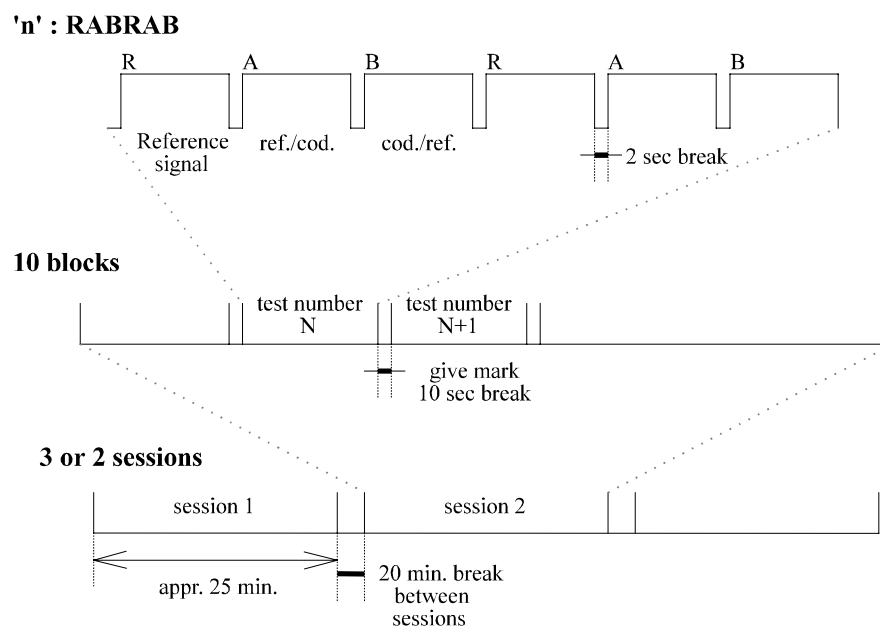 'n' : RABRAB
R A B R A B
Reference
signal
ref./cod.
cod./ref.
2 sec break
10 blocks
test number
N
test number
N+1
give mark
10 sec break
3 or 2 sessions
session 1
session 2
appr. 25 min.
20 min. break
between
sessions